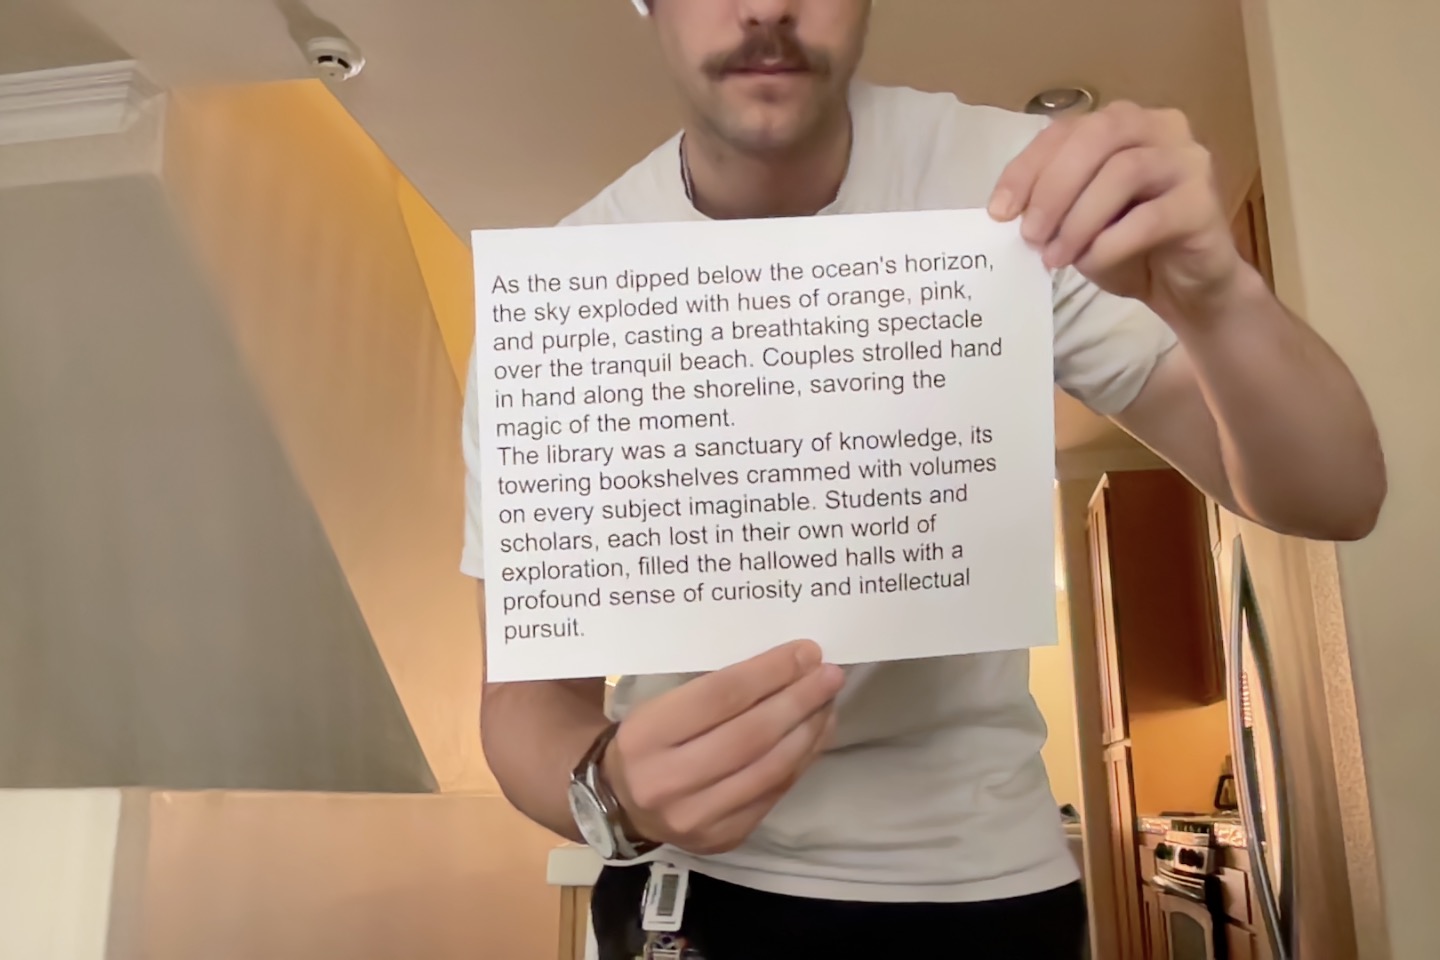 As the sun dipped below the ocean's horizon,
the sky exploded with hues of orange, pink,
and purple, casting a breathtaking spectacle
over the tranquil beach. Couples strolled hand
in hand along the shoreline, savoring the
magic of the moment.
The library was a sanctuary of knowledge, its
towering bookshelves crammed with volumes
on every subject imaginable. Students and
scholars, each lost in their own world of
exploration, filled the hallowed halls with a
profound sense of curiosity and intellectual
pursuit.